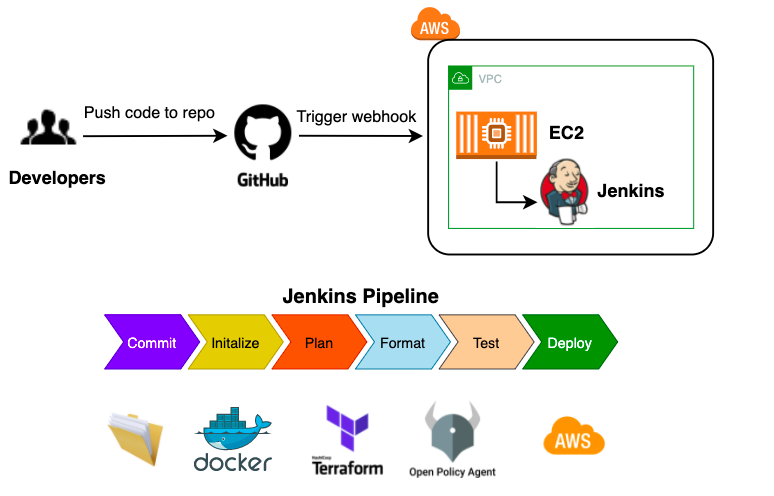 AWS
VPC
Push code to repo
Trigger webhook
EC2
Developers
GitHub
Jenkins
Jenkins Pipeline
Commit
Initalize
Plan
Format
Test
Deploy
docker
HashiCorp
Terraform
Open Policy Agent
AWS